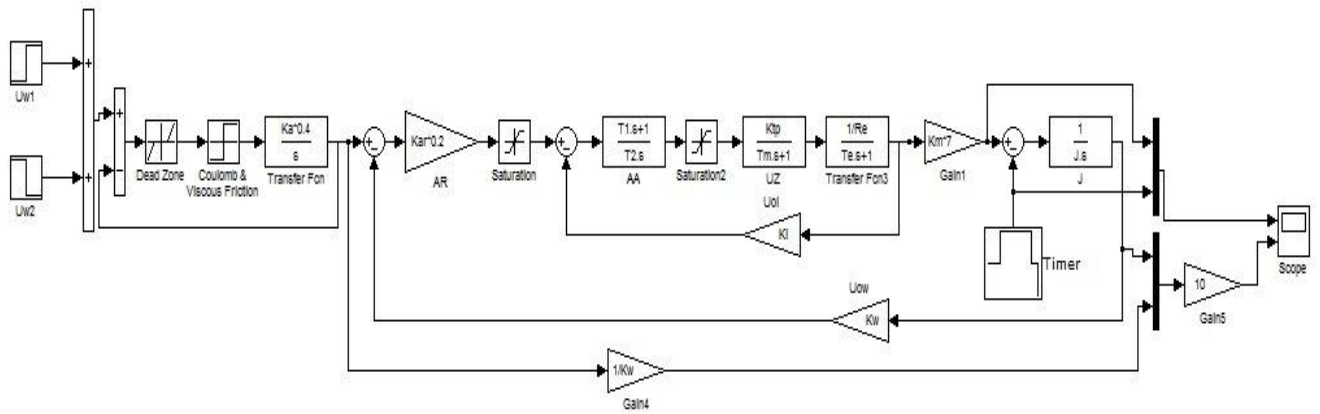 Uw1
Uw2
+
+
+
−
Dead Zone
Coulomb &
Viscous Friction
Ka*0.4
s
Transfer Fcn
+
−
Kar*0.2
AR
Saturation
+
−
T1.s+1
T2.s
AA
Saturation2
Ktp
Tm.s+1
UZ
1/Re
Te.s+1
Transfer Fcn3
Km*7
Gain1
+
−
1
J.s
J
Uol
KI
Timer
Uow
Kw
1/Kw
Gain4
10
Gain5
Scope